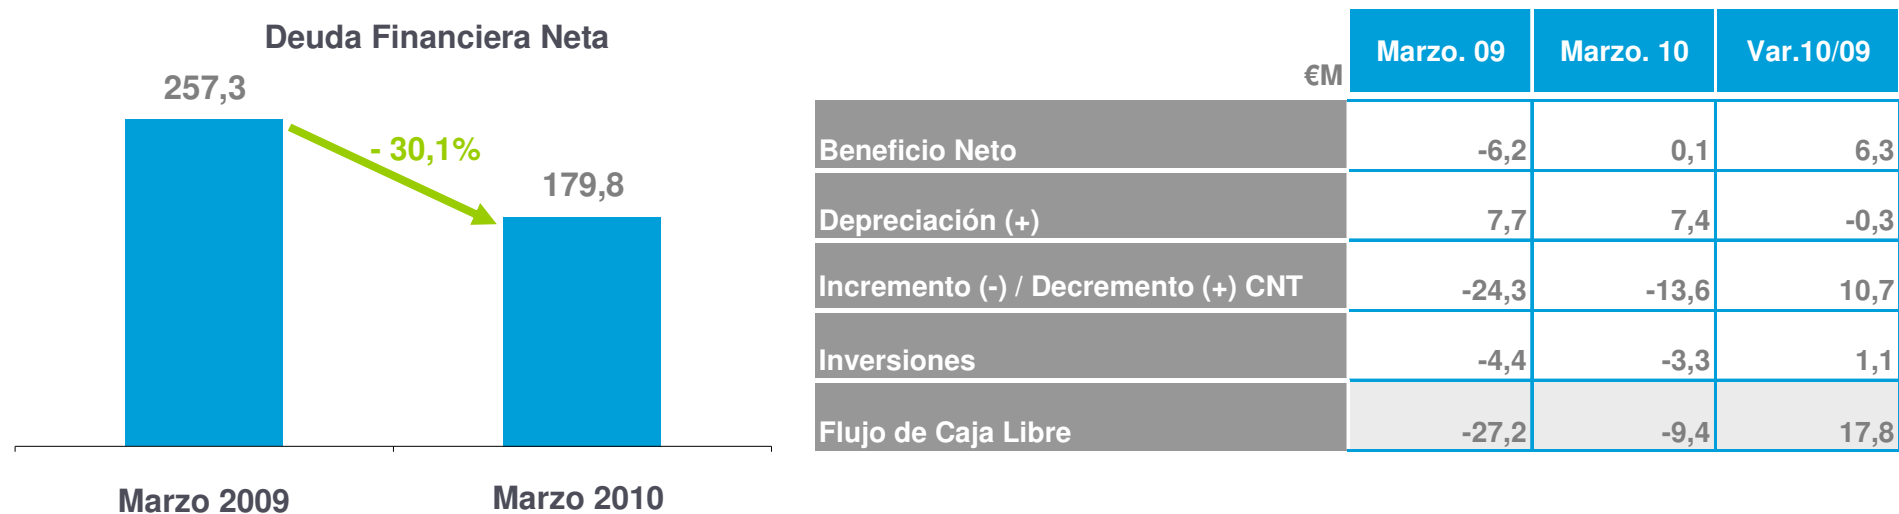 Deuda Financiera Neta
257,3
- 30,1%
179,8
Marzo 2009
Marzo 2010
€M Marzo. 09 Marzo. 10 Var.10/09
Beneficio Neto -6,2 0,1 6,3
Depreciación (+) 7,7 7,4 -0,3
Incremento (-) / Decremento (+) CNT -24,3 -13,6 10,7
Inversiones -4,4 -3,3 1,1
Flujo de Caja Libre -27,2 -9,4 17,8